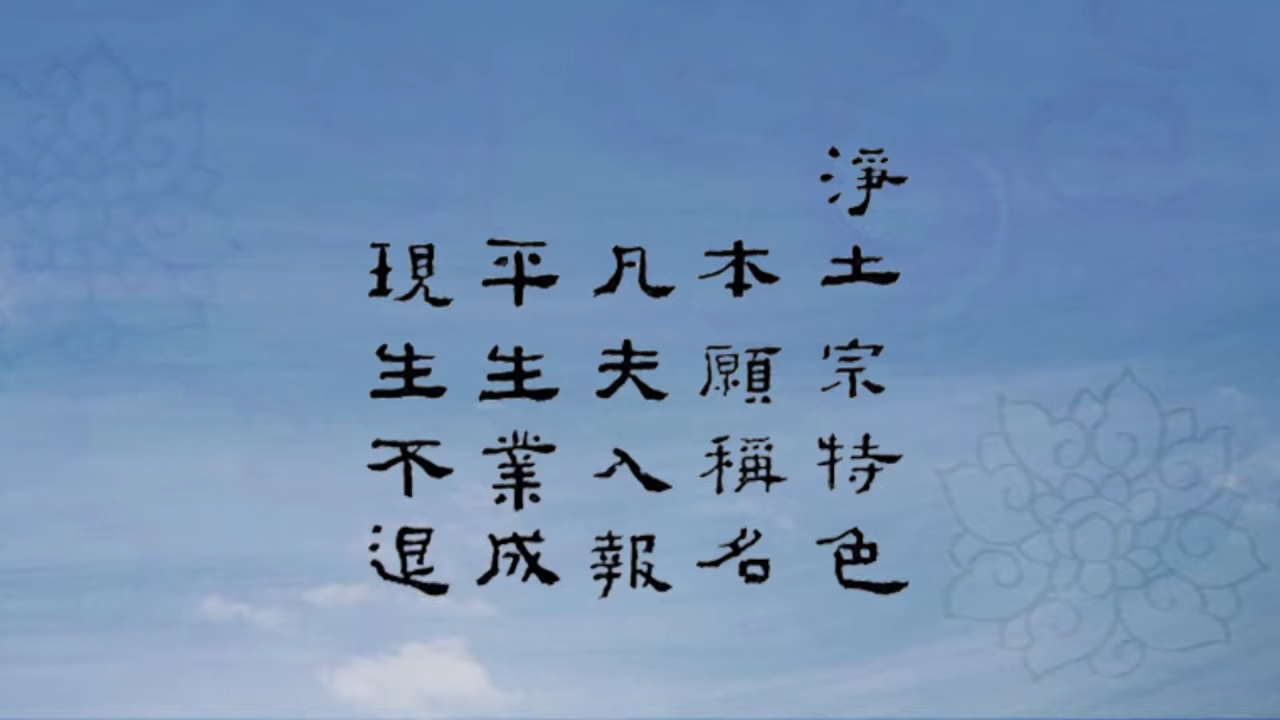 淨土宗特色
本願稱名
凡夫入報
平生業成
現生不退